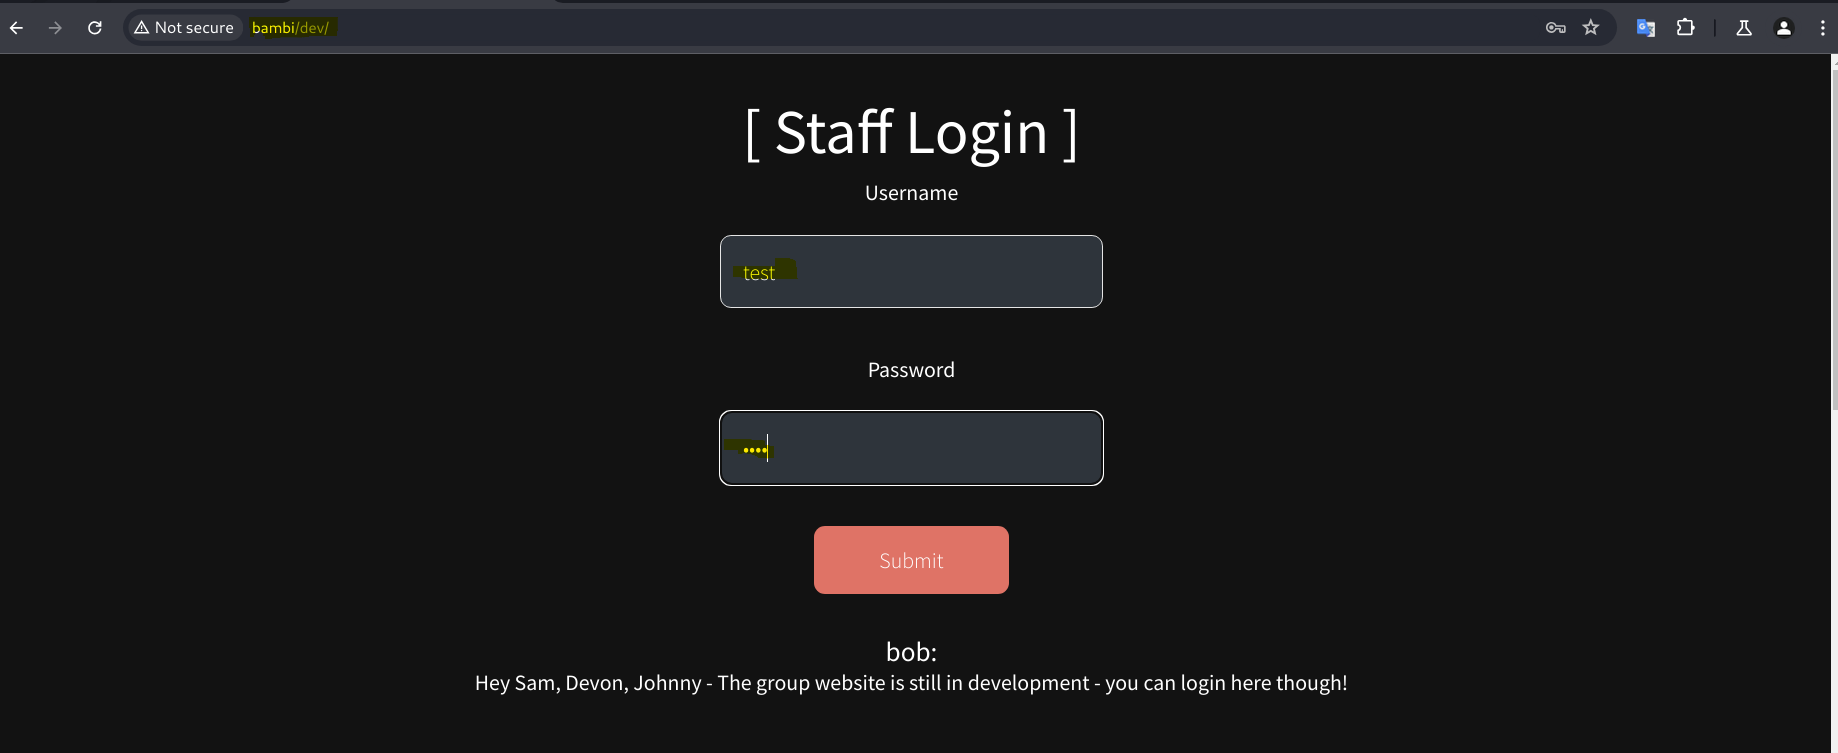 Not secure bambi/dev/
[ Staff Login ]
Username
test
Password
Submit
bob:
Hey Sam, Devon, Johnny - The group website is still in development - you can login here though!